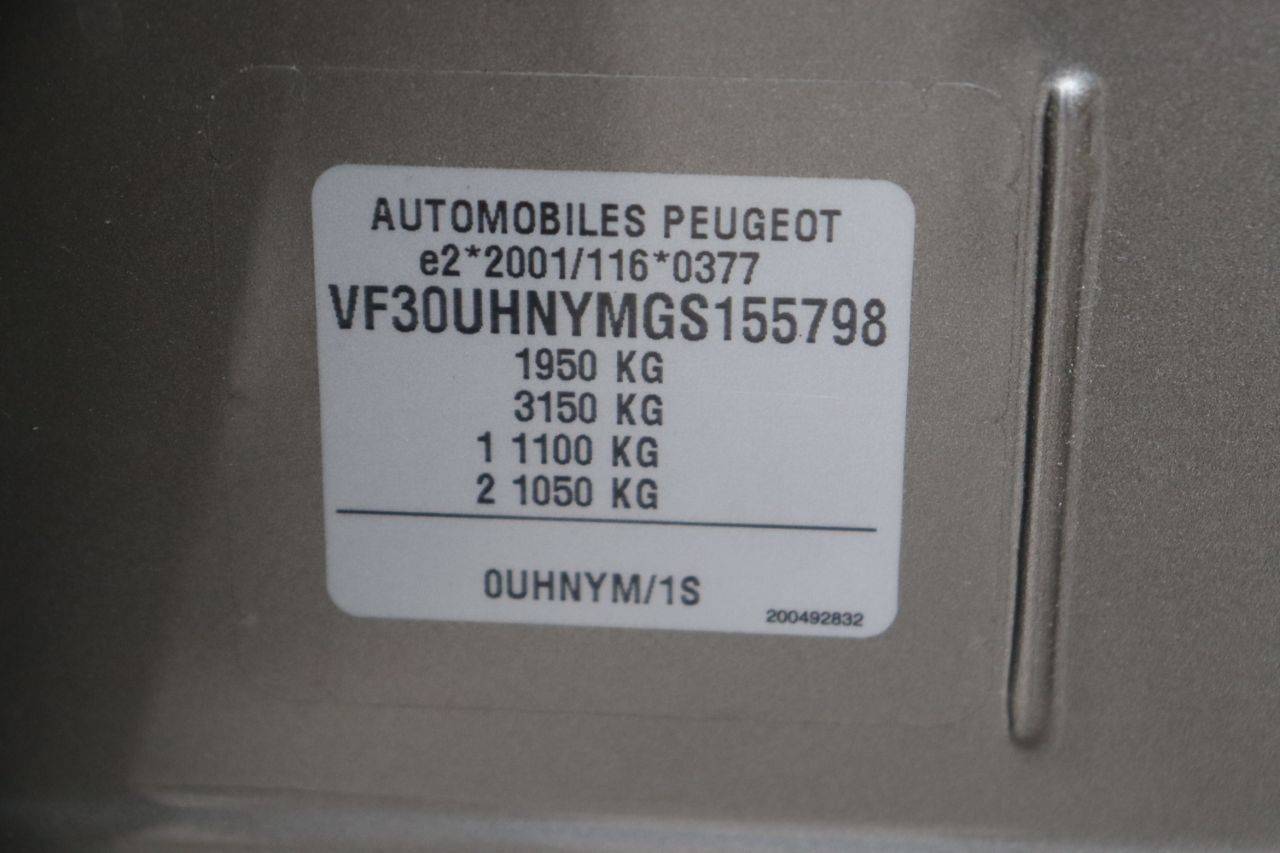 AUTOMOBILES PEUGEOT
e2*2001/116*0377
VF30UHNYMGS155798
1950 KG
3150 KG
1 1100 KG
2 1050 KG
0UHNYM/1S
200492832